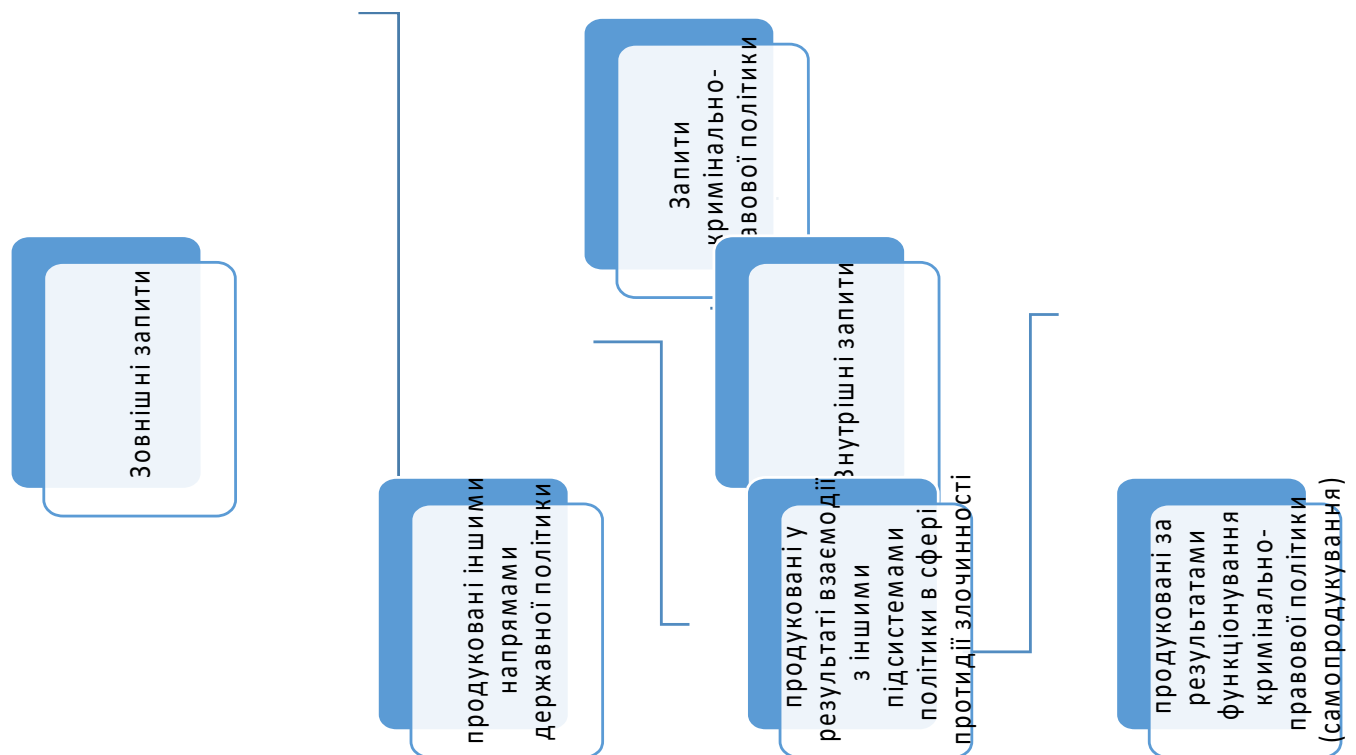 Запити
кримінально-
авової політики
Зовнішні запити
Внутрішні запити
продуковані іншими
напрямами
державної політики
продуковані у
результаті взаємодії
з іншими
підсистемами
політики в сфері
протидії злочинності
продуковані за
результатами
функціонування
кримінально-
правової політики
(самопродукування)